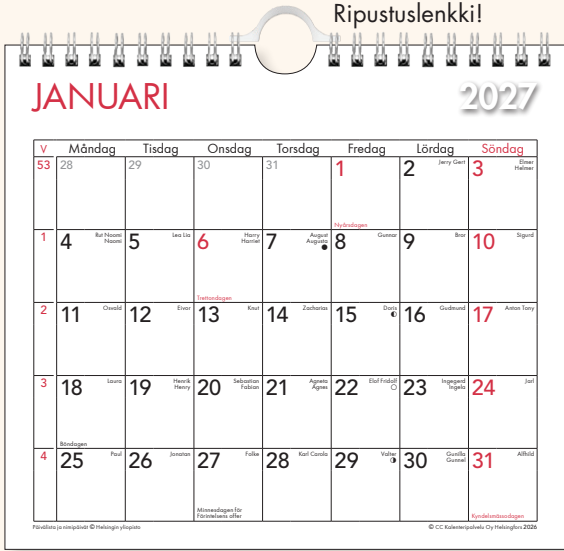 Ripustuslenkki!
JANUARI 2027
V Måndag Tisdag Onsdag Torsdag Fredag Lördag Söndag
53 28 29 30 31 1 2 Jerry Gert 3 Elmer
Helmer
Nyårsdagen
1 4 Rut Noomi 5 Lea Lia 6 Harry 7 August 8 Gunnar 9 Bror 10 Sigurd
Naomi Harriet Augusta
Trettondagen
2 11 Osvald 12 Eivor 13 Knut 14 Zacharias 15 Doris 16 Gudmund 17 Anton Tony
3 18 Laura 19 Henrik 20 Sebastian 21 Agneta 22 Elof Fridolf 23 Ingegerd 24 Jarl
Henry Fabian Agnes Ingela
Böndagen
4 25 Paul 26 Jonatan 27 Folke 28 Karl Carola 29 Valter 30 Gunilla 31 Alfhild
Gunnel
Minnesdagen för
Förintelsens offer Kyndelsmässodagen
Päivälista ja nimipäivät © Helsingin yliopisto © CC Kalenteripalvelu Oy Helsingfors 2026